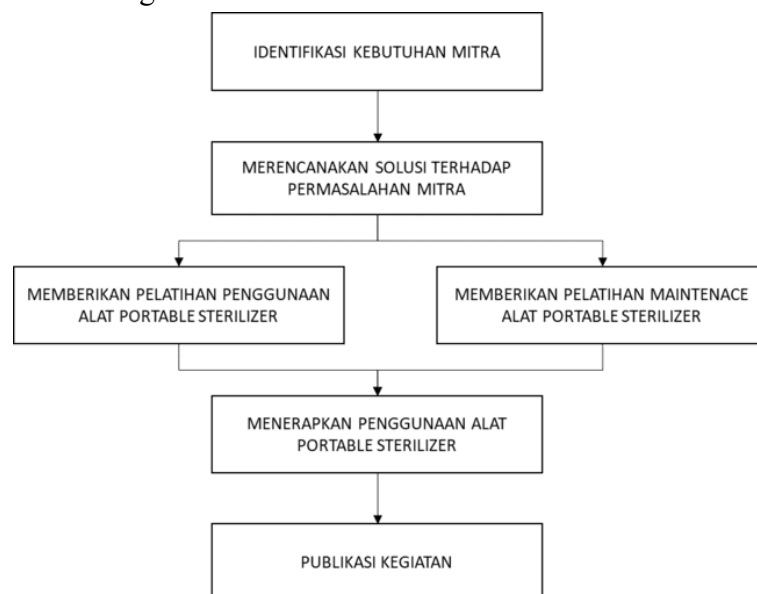 IDENTIFIKASI KEBUTUHAN MITRA
MERENCANAKAN SOLUSI TERHADAP
PERMASALAHAN MITRA
MEMBERIKAN PELATIHAN PENGGUNAAN
ALAT PORTABLE STERILIZER
MEMBERIKAN PELATIHAN MAINTENACE
ALAT PORTABLE STERILIZER
MENERAPKAN PENGGUNAAN ALAT
PORTABLE STERILIZER
PUBLIKASI KEGIATAN